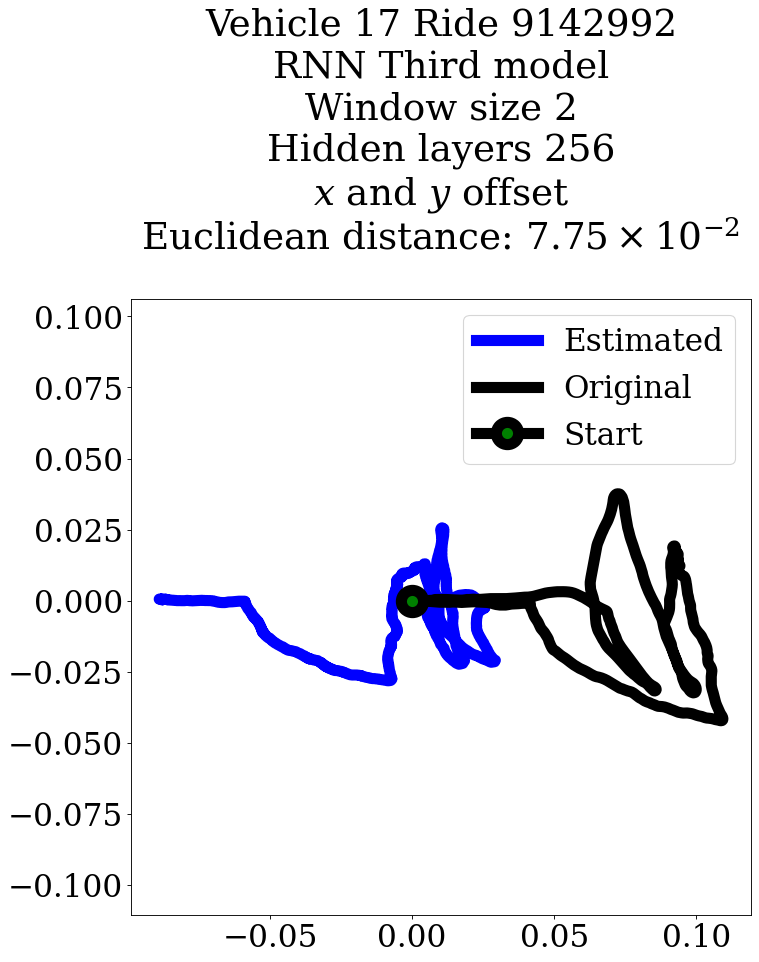 Vehicle 17 Ride 9142992
RNN Third model
Window size 2
Hidden layers 256
x and y offset
Euclidean distance: 7.75 × 10⁻²
Estimated
Original
Start
0.100
0.075
0.050
0.025
0.000
−0.025
−0.050
−0.075
−0.100
−0.05 0.00 0.05 0.10